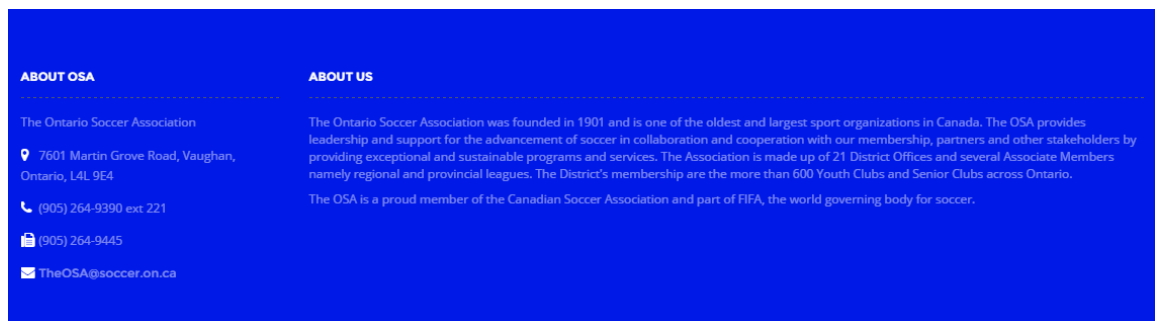 ABOUT OSA
The Ontario Soccer Association
7601 Martin Grove Road, Vaughan,
Ontario, L4L 9E4
(905) 264-9390 ext 221
(905) 264-9445
TheOSA@soccer.on.ca
ABOUT US
The Ontario Soccer Association was founded in 1901 and is one of the oldest and largest sport organizations in Canada. The OSA provides
leadership and support for the advancement of soccer in collaboration and cooperation with our membership, partners and other stakeholders by
providing exceptional and sustainable programs and services. The Association is made up of 21 District Offices and several Associate Members
namely regional and provincial leagues. The District's membership are the more than 600 Youth Clubs and Senior Clubs across Ontario.
The OSA is a proud member of the Canadian Soccer Association and part of FIFA, the world governing body for soccer.